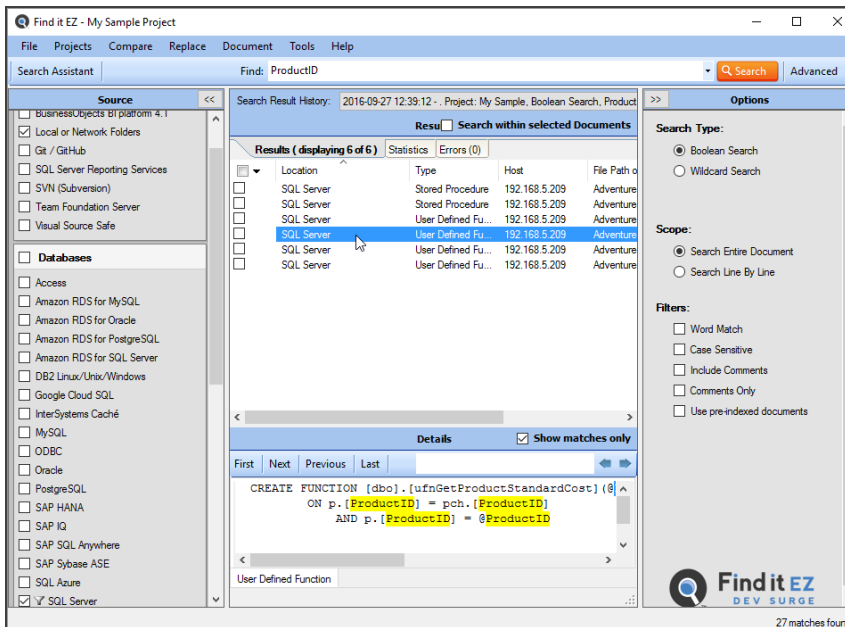 Find it EZ - My Sample Project
File Projects Compare Replace Document Tools Help
Search Assistant Find: ProductID Search Advanced
Source <<
BusinessObjects BI platform 4.1
Local or Network Folders
Git / GitHub
SQL Server Reporting Services
SVN (Subversion)
Team Foundation Server
Visual Source Safe
Databases
Access
Amazon RDS for MySQL
Amazon RDS for Oracle
Amazon RDS for PostgreSQL
Amazon RDS for SQL Server
DB2 Linux/Unix/Windows
Google Cloud SQL
InterSystems Caché
MySQL
ODBC
Oracle
PostgreSQL
SAP HANA
SAP IQ
SAP SQL Anywhere
SAP Sybase ASE
SQL Azure
SQL Server
Search Result History: 2016-09-27 12:39:12 - . Project: My Sample, Boolean Search, Product
Resu Search within selected Documents
Results ( displaying 6 of 6 ) Statistics Errors (0)
Location Type Host File Path o
SQL Server Stored Procedure 192.168.5.209 Adventure
SQL Server Stored Procedure 192.168.5.209 Adventure
SQL Server User Defined Fu... 192.168.5.209 Adventure
SQL Server User Defined Fu... 192.168.5.209 Adventure
SQL Server User Defined Fu... 192.168.5.209 Adventure
SQL Server User Defined Fu... 192.168.5.209 Adventure
Details Show matches only
First Next Previous Last
CREATE FUNCTION [dbo].[ufnGetProductStandardCost](@
ON p.[ProductID] = pch.[ProductID]
AND p.[ProductID] = @ProductID
User Defined Function
>> Options
Search Type:
Boolean Search
Wildcard Search
Scope:
Search Entire Document
Search Line By Line
Filters:
Word Match
Case Sensitive
Include Comments
Comments Only
Use pre-indexed documents
Find it EZ
DEV SURGE
27 matches foun